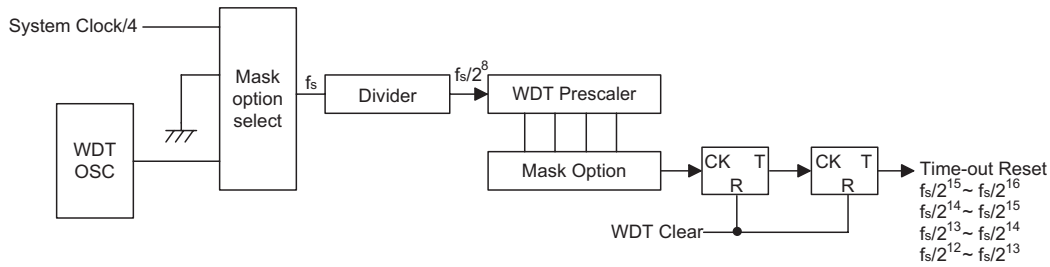 System Clock/4
Mask
option
select
fs
Divider
fs/2^8
WDT Prescaler
WDT
OSC
Mask Option
CK T
R
CK T
R
Time-out Reset
fs/2^15 ~ fs/2^16
fs/2^14 ~ fs/2^15
fs/2^13 ~ fs/2^14
fs/2^12 ~ fs/2^13
WDT Clear